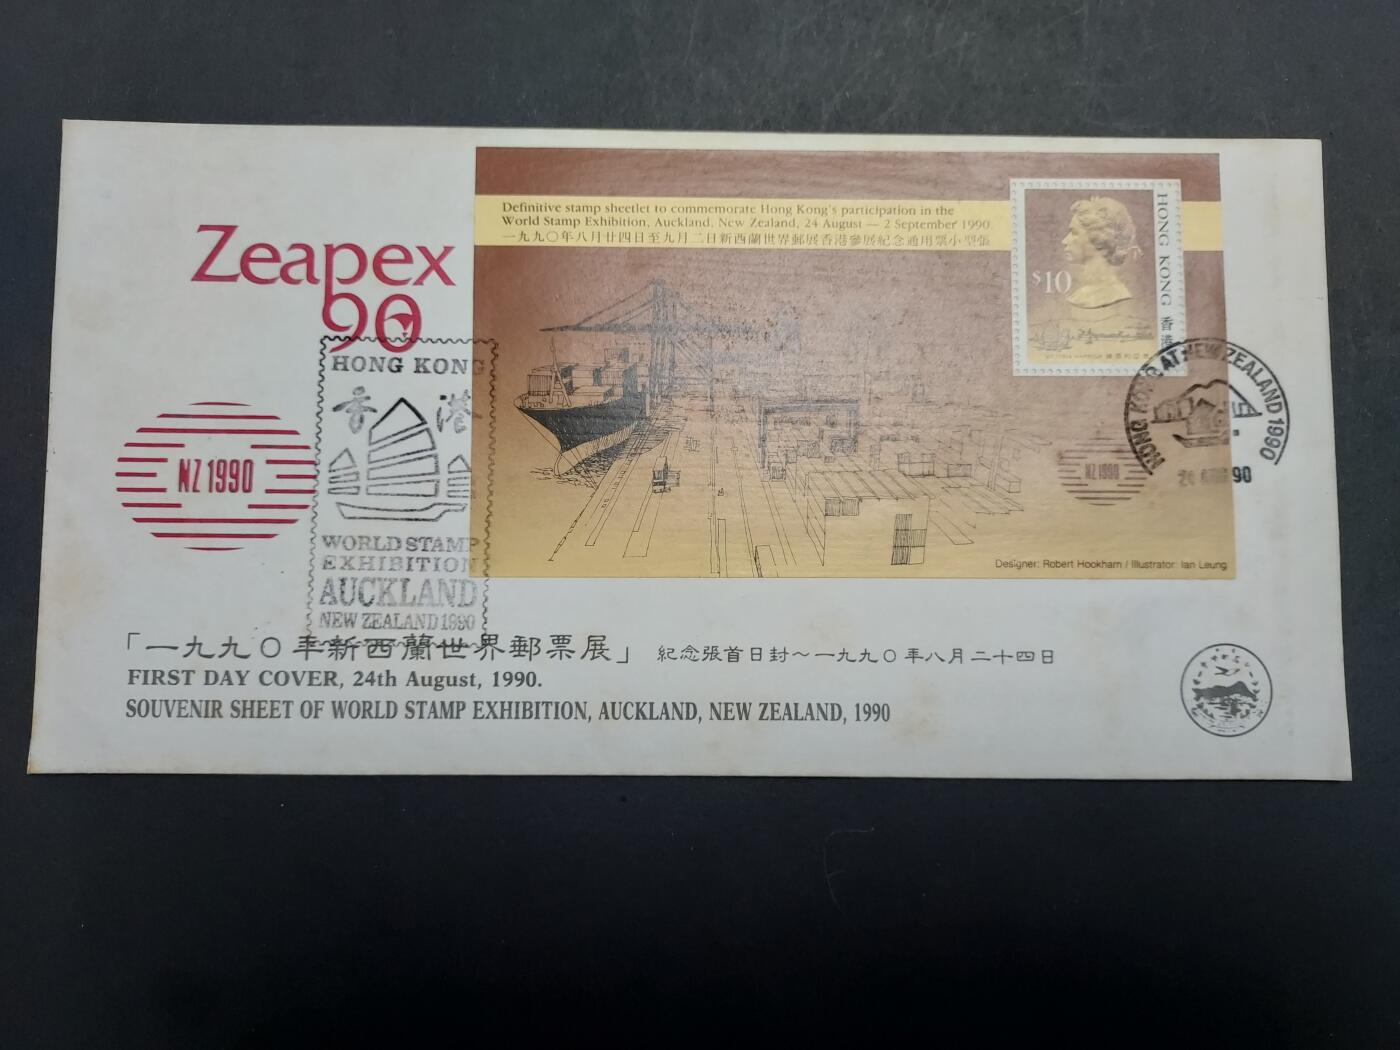 Zeapex
90
NZ 1990
HONG KONG
香港
WORLD STAMP
EXHIBITION
AUCKLAND
NEW ZEALAND 1990
Definitive stamp sheetlet to commemorate Hong Kong's participation in the
World Stamp Exhibition, Auckland, New Zealand, 24 August — 2 September 1990.
一九九〇年八月廿四日至九月二日新西蘭世界郵展香港參展紀念通用票小型張
$10
HONG KONG 香港
HONG KONG AT NEW ZEALAND 1990
90
NZ 1990
Designer: Robert Hookham / Illustrator: Ian Leung
「一九九〇年新西蘭世界郵票展」 紀念張首日封～一九九〇年八月二十四日
FIRST DAY COVER, 24th August, 1990.
SOUVENIR SHEET OF WORLD STAMP EXHIBITION, AUCKLAND, NEW ZEALAND, 1990